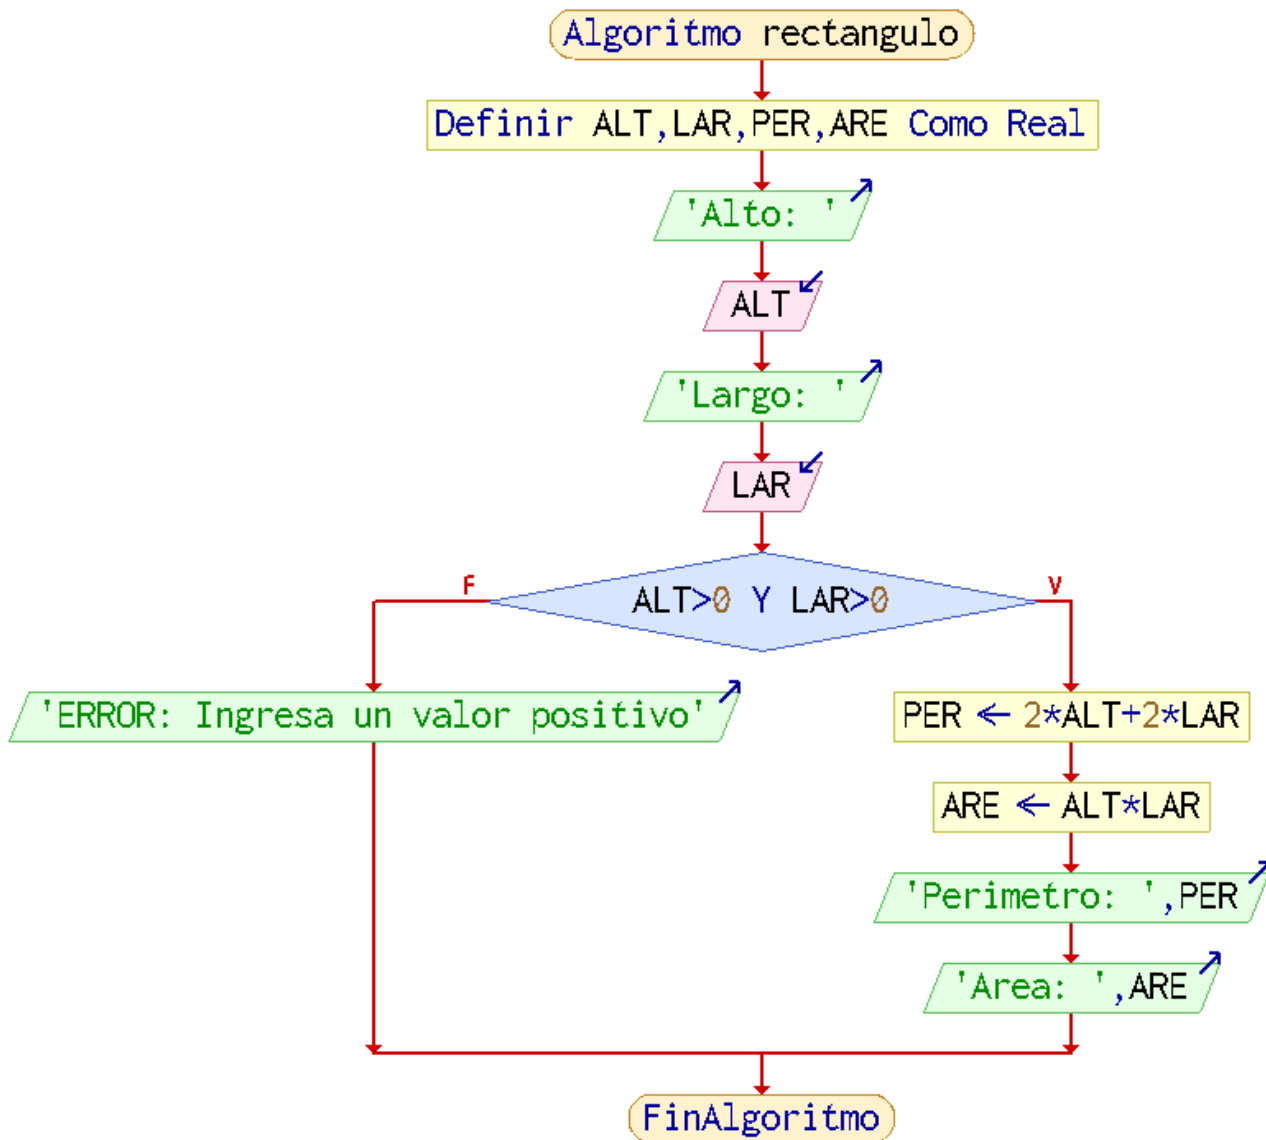 Algoritmo rectangulo
Definir ALT,LAR,PER,ARE Como Real
'Alto: '
ALT
'Largo: '
LAR
ALT>0 Y LAR>0
F
V
'ERROR: Ingresa un valor positivo'
PER ← 2*ALT+2*LAR
ARE ← ALT*LAR
'Perimetro: ',PER
'Area: ',ARE
FinAlgoritmo